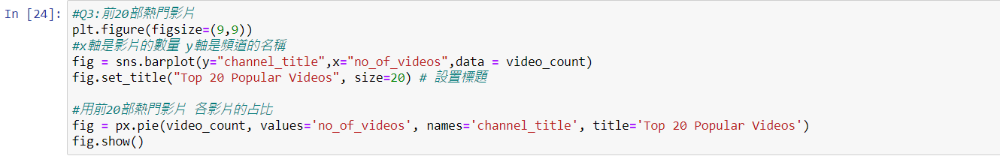 In [24]: #Q3:前20部熱門影片
plt.figure(figsize=(9,9))
#x軸是影片的數量 y軸是頻道的名稱
fig = sns.barplot(y="channel_title",x="no_of_videos",data = video_count)
fig.set_title("Top 20 Popular Videos", size=20) # 設置標題
#用前20部熱門影片 各影片的占比
fig = px.pie(video_count, values='no_of_videos', names='channel_title', title='Top 20 Popular Videos')
fig.show()